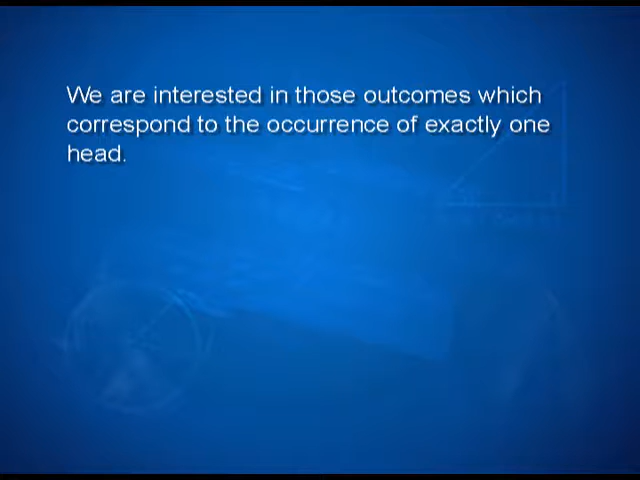 We are interested in those outcomes which
correspond to the occurrence of exactly one
head.